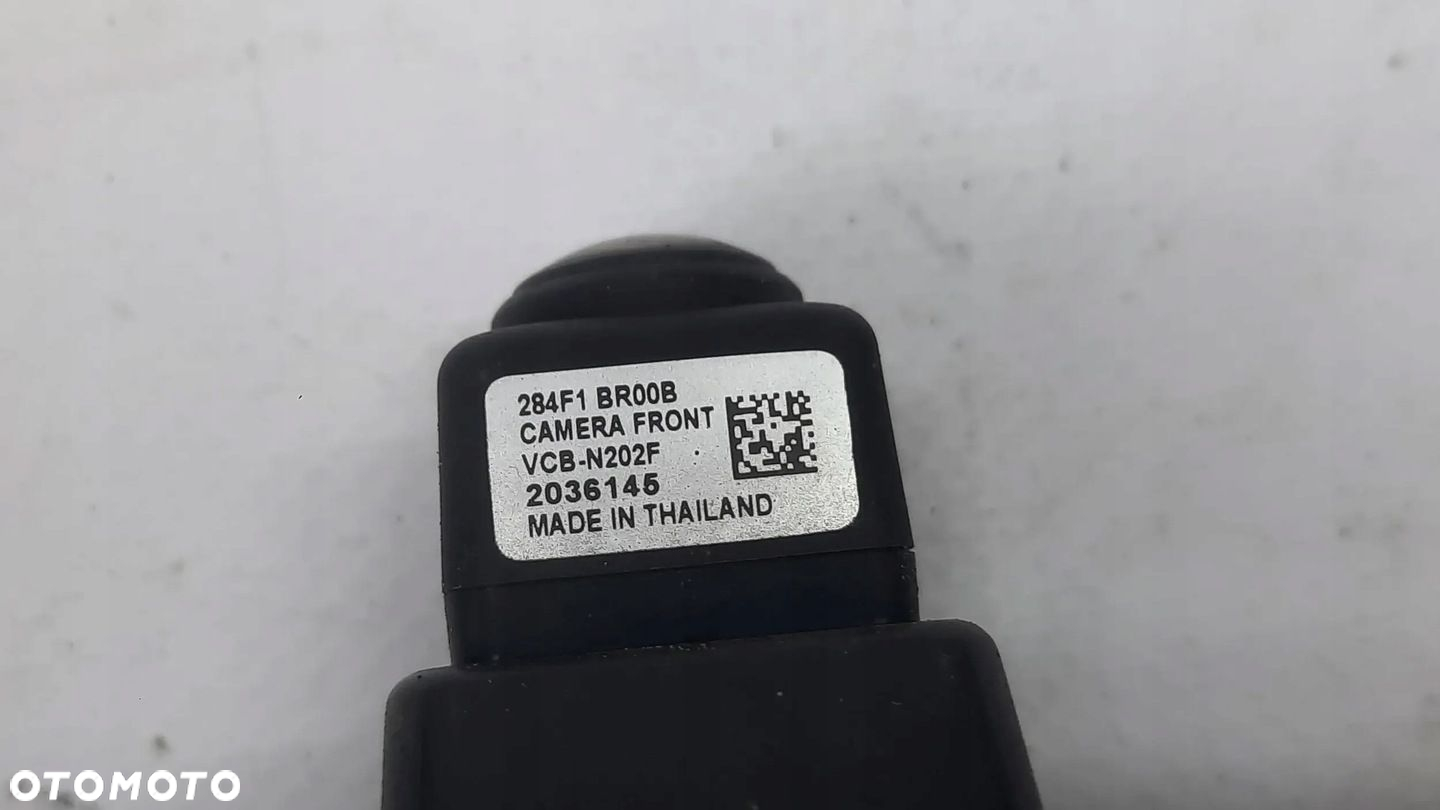 284F1 BR00B
CAMERA FRONT
VCB-N202F
2036145
MADE IN THAILAND
OTOMOTO